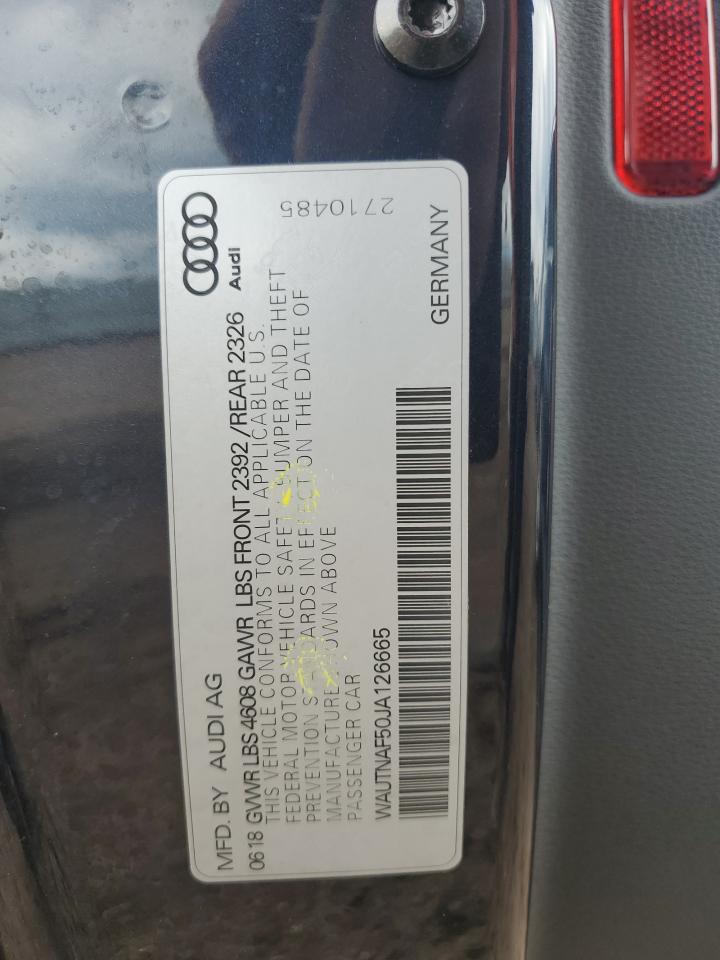 MFD. BY AUDI AG
Audi
0618 GVWR LBS 4608 GAWR LBS FRONT 2392 /REAR 2326
THIS VEHICLE CONFORMS TO ALL APPLICABLE U.S.
FEDERAL MOTOR VEHICLE SAFETY, BUMPER AND THEFT
PREVENTION STANDARDS IN EFFECT ON THE DATE OF
MANUFACTURE SHOWN ABOVE
PASSENGER CAR
2710485
WAUTNAF50JA126665
GERMANY